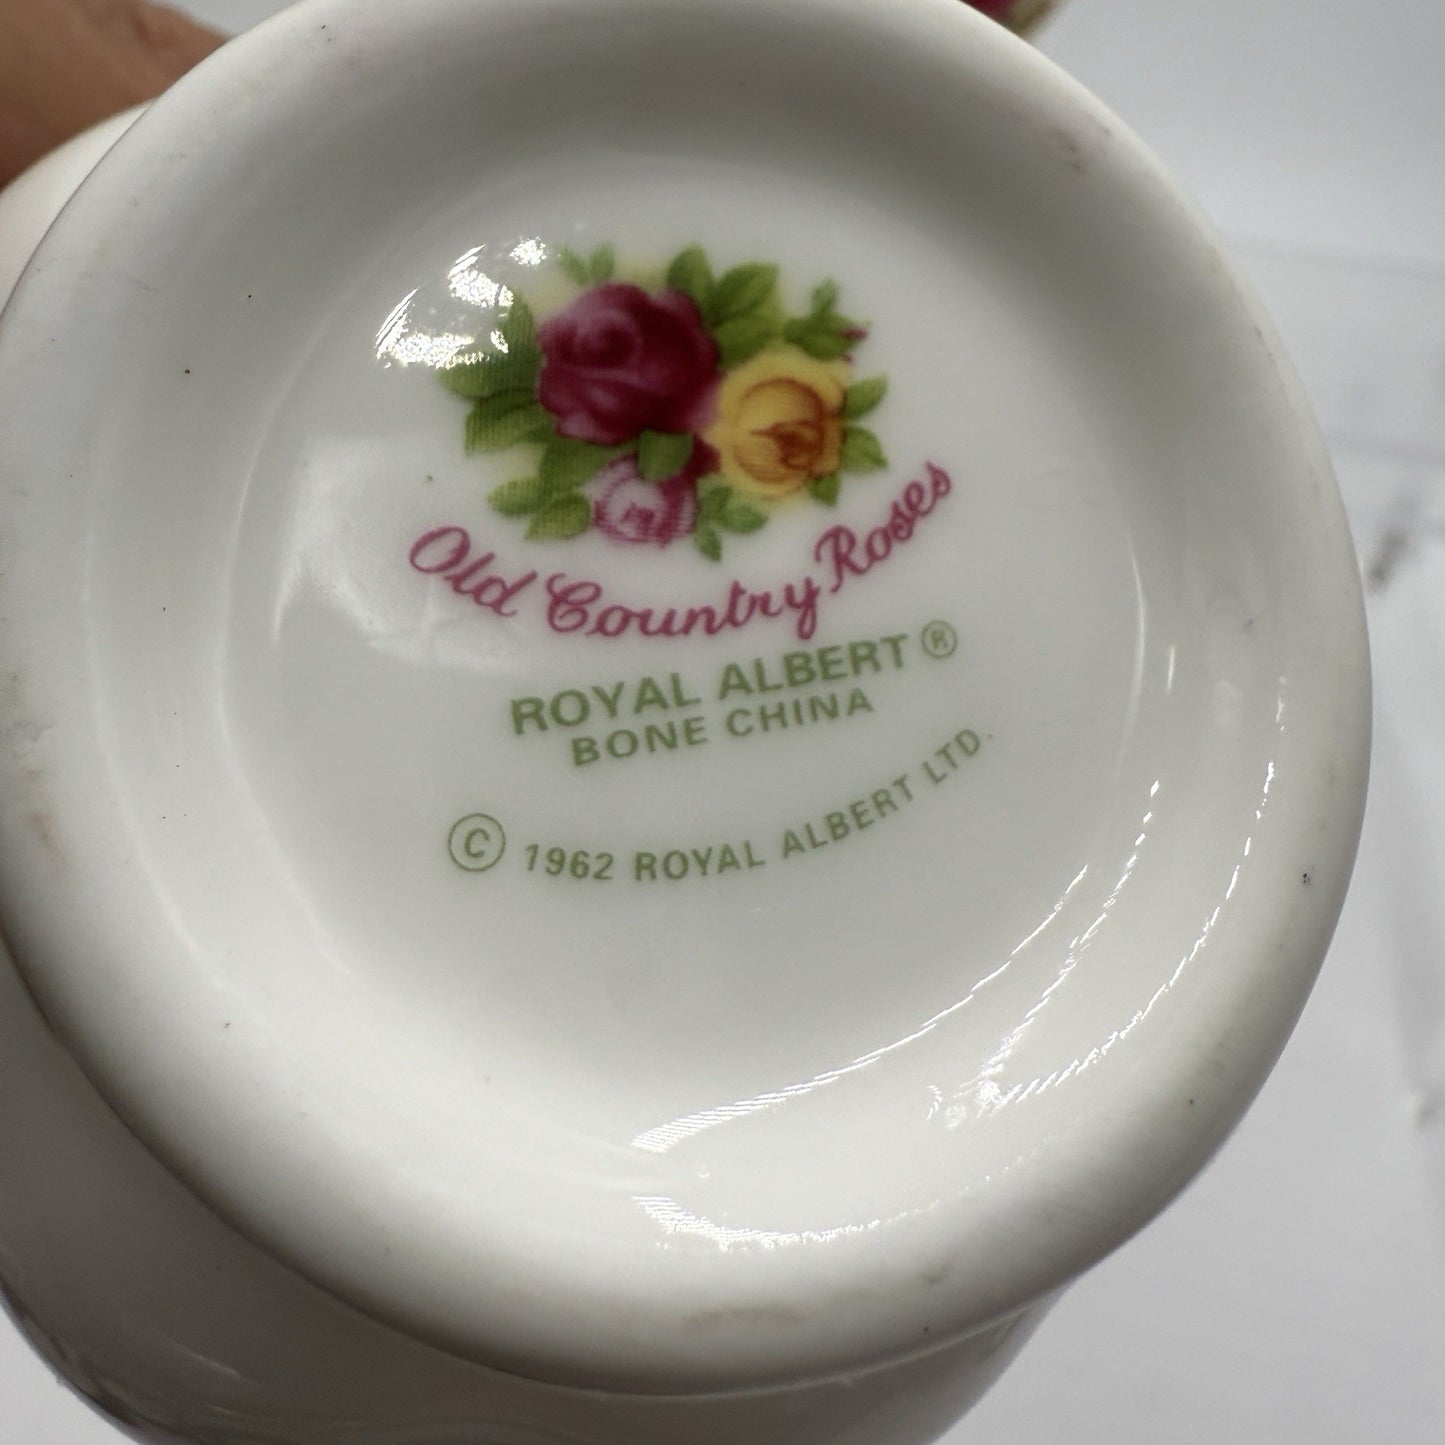 Old Country Roses
ROYAL ALBERT ®
BONE CHINA
© 1962 ROYAL ALBERT LTD.